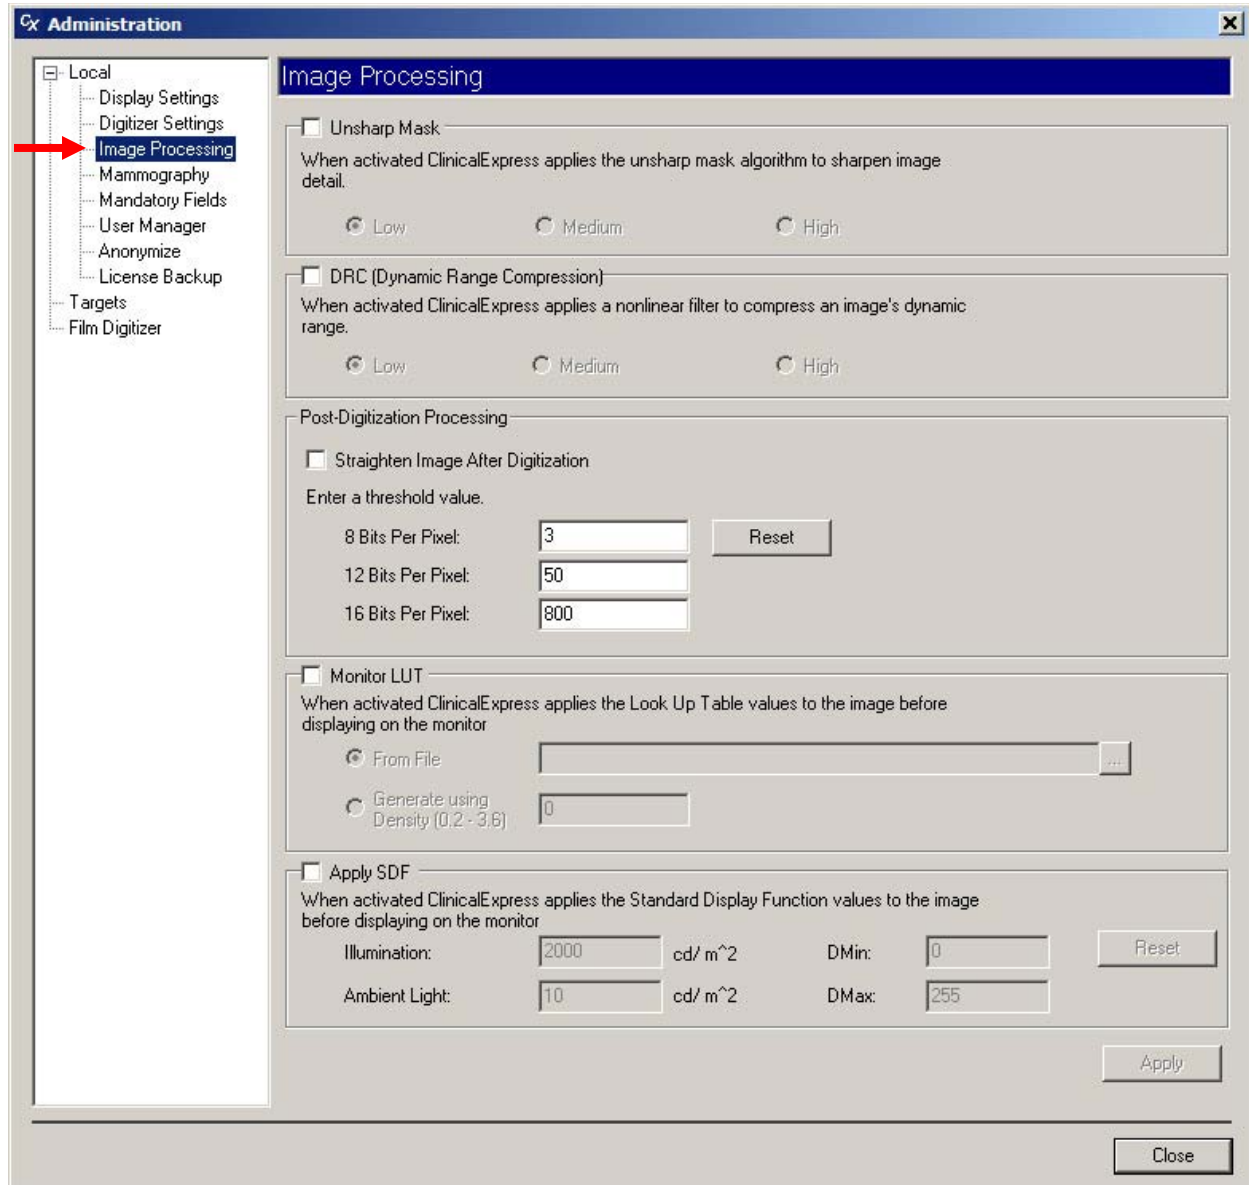 Cx Administration
Local
Display Settings
Digitizer Settings
Image Processing
Mammography
Mandatory Fields
User Manager
Anonymize
License Backup
Targets
Film Digitizer
Image Processing
Unsharp Mask
When activated ClinicalExpress applies the unsharp mask algorithm to sharpen image
detail.
Low Medium High
DRC (Dynamic Range Compression)
When activated ClinicalExpress applies a nonlinear filter to compress an image's dynamic
range.
Low Medium High
Post-Digitization Processing
Straighten Image After Digitization
Enter a threshold value.
8 Bits Per Pixel: 3 Reset
12 Bits Per Pixel: 50
16 Bits Per Pixel: 800
Monitor LUT
When activated ClinicalExpress applies the Look Up Table values to the image before
displaying on the monitor
From File ...
Generate using
Density (0.2 - 3.6) 0
Apply SDF
When activated ClinicalExpress applies the Standard Display Function values to the image
before displaying on the monitor
Illumination: 2000 cd/ m^2 DMin: 0 Reset
Ambient Light: 10 cd/ m^2 DMax: 255
Apply
Close